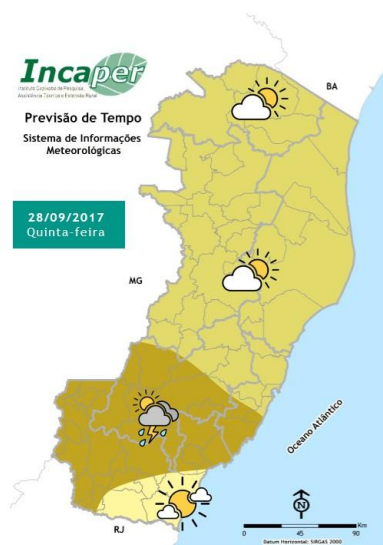 Incaper
Instituto Capixaba de Pesquisa,
Assistência Técnica e Extensão Rural
Previsão de Tempo
Sistema de Informações
Meteorológicas
28/09/2017
Quinta-feira
BA
MG
Oceano Atlântico
RJ
N
Km
0 45 90
Datum Horizontal: SIRGAS 2000